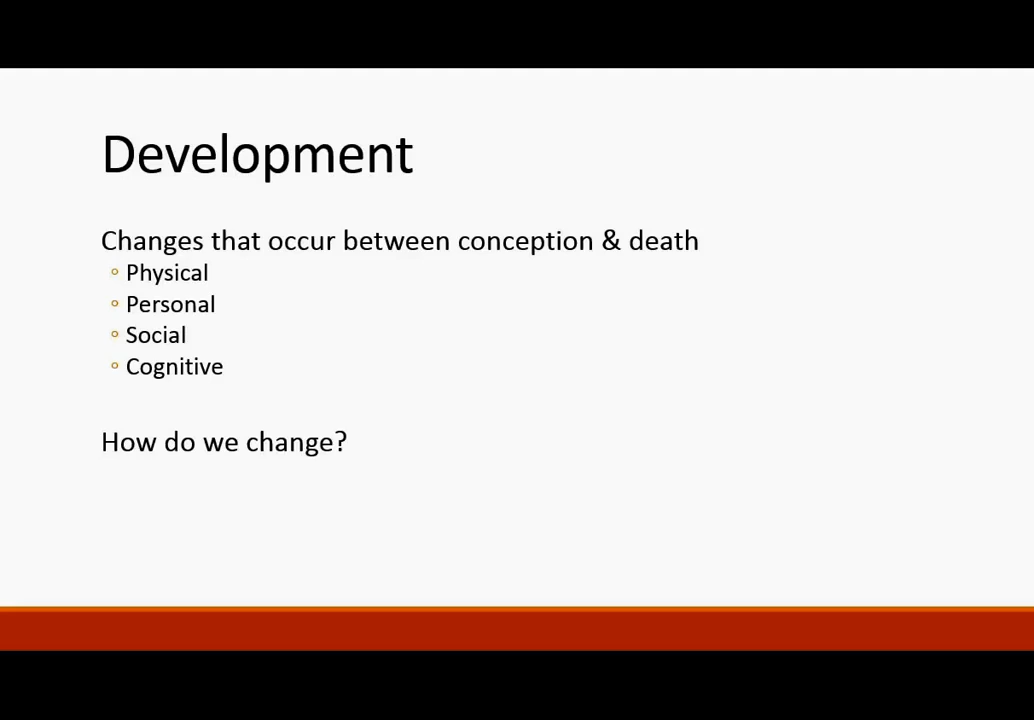 Development
Changes that occur between conception & death
◦ Physical
◦ Personal
◦ Social
◦ Cognitive
How do we change?